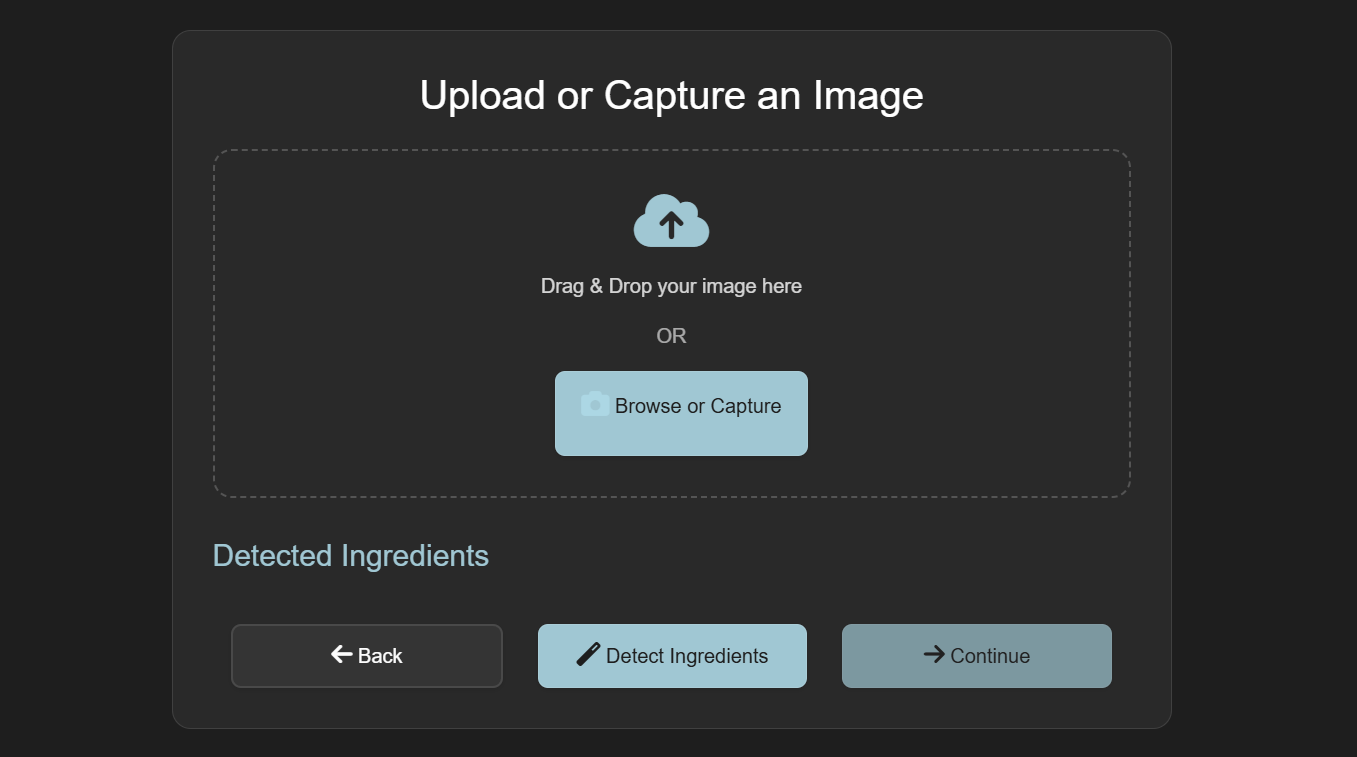 Upload or Capture an Image
Drag & Drop your image here
OR
Browse or Capture
Detected Ingredients
Back
Detect Ingredients
Continue